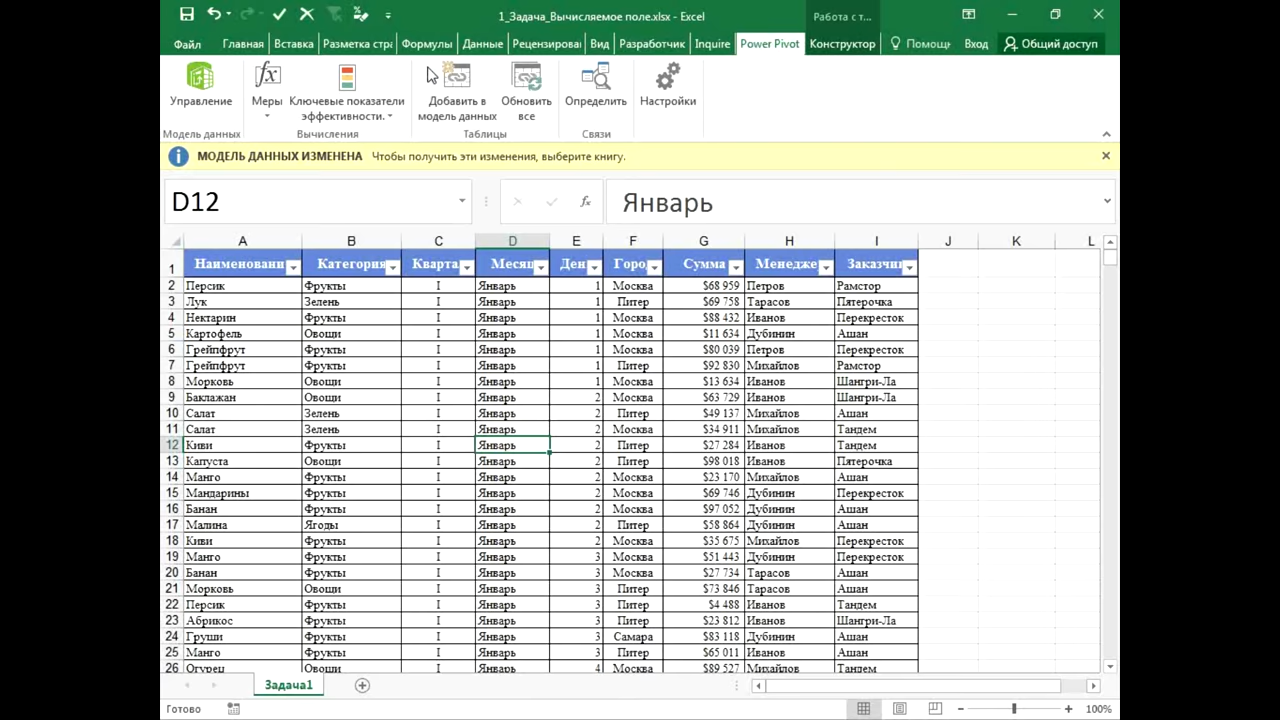 1_Задача_Вычисляемое поле.xlsx - Excel
Работа с т...
Файл Главная Вставка Разметка стра Формулы Данные Рецензирова Вид Разработчик Inquire Power Pivot Конструктор Помощн Вход Общий доступ
Управление Меры Ключевые показатели эффективности. Добавить в модель данных Обновить все Определить Настройки
Модель данных Вычисления Таблицы Связи
МОДЕЛЬ ДАННЫХ ИЗМЕНЕНА Чтобы получить эти изменения, выберите книгу.
D12 fx Январь
A B C D E F G H I J K L
1 Наименовани Категория Кварта Месяц Ден Горо Сумма Менедже Заказчи
2 Персик Фрукты I Январь 1 Москва $68 959 Петров Рамстор
3 Лук Зелень I Январь 1 Питер $69 758 Тарасов Пятерочка
4 Нектарин Фрукты I Январь 1 Москва $88 432 Иванов Перекресток
5 Картофель Овощи I Январь 1 Москва $11 634 Дубинин Ашан
6 Грейпфрут Фрукты I Январь 1 Москва $80 039 Петров Перекресток
7 Грейпфрут Фрукты I Январь 1 Питер $92 830 Михайлов Рамстор
8 Морковь Овощи I Январь 1 Москва $13 634 Иванов Шангри-Ла
9 Баклажан Овощи I Январь 2 Москва $63 729 Иванов Шангри-Ла
10 Салат Зелень I Январь 2 Питер $49 137 Михайлов Ашан
11 Салат Зелень I Январь 2 Москва $34 911 Михайлов Тандем
12 Киви Фрукты I Январь 2 Питер $27 284 Иванов Тандем
13 Капуста Овощи I Январь 2 Питер $98 018 Иванов Пятерочка
14 Манго Фрукты I Январь 2 Москва $23 170 Михайлов Ашан
15 Мандарины Фрукты I Январь 2 Москва $69 746 Дубинин Перекресток
16 Банан Фрукты I Январь 2 Москва $97 052 Дубинин Ашан
17 Малина Ягоды I Январь 2 Питер $58 864 Дубинин Ашан
18 Киви Фрукты I Январь 2 Москва $35 675 Михайлов Перекресток
19 Манго Фрукты I Январь 3 Москва $51 443 Дубинин Перекресток
20 Банан Фрукты I Январь 3 Москва $27 734 Тарасов Ашан
21 Морковь Овощи I Январь 3 Питер $73 846 Тарасов Ашан
22 Персик Фрукты I Январь 3 Питер $4 488 Иванов Тандем
23 Абрикос Фрукты I Январь 3 Питер $23 812 Иванов Шангри-Ла
24 Груши Фрукты I Январь 3 Самара $83 118 Дубинин Ашан
25 Манго Фрукты I Январь 3 Питер $65 011 Иванов Ашан
26 Огурец Овощи I Январь 4 Москва $89 527 Михайлов Тандем
Задача1
Готово 100%